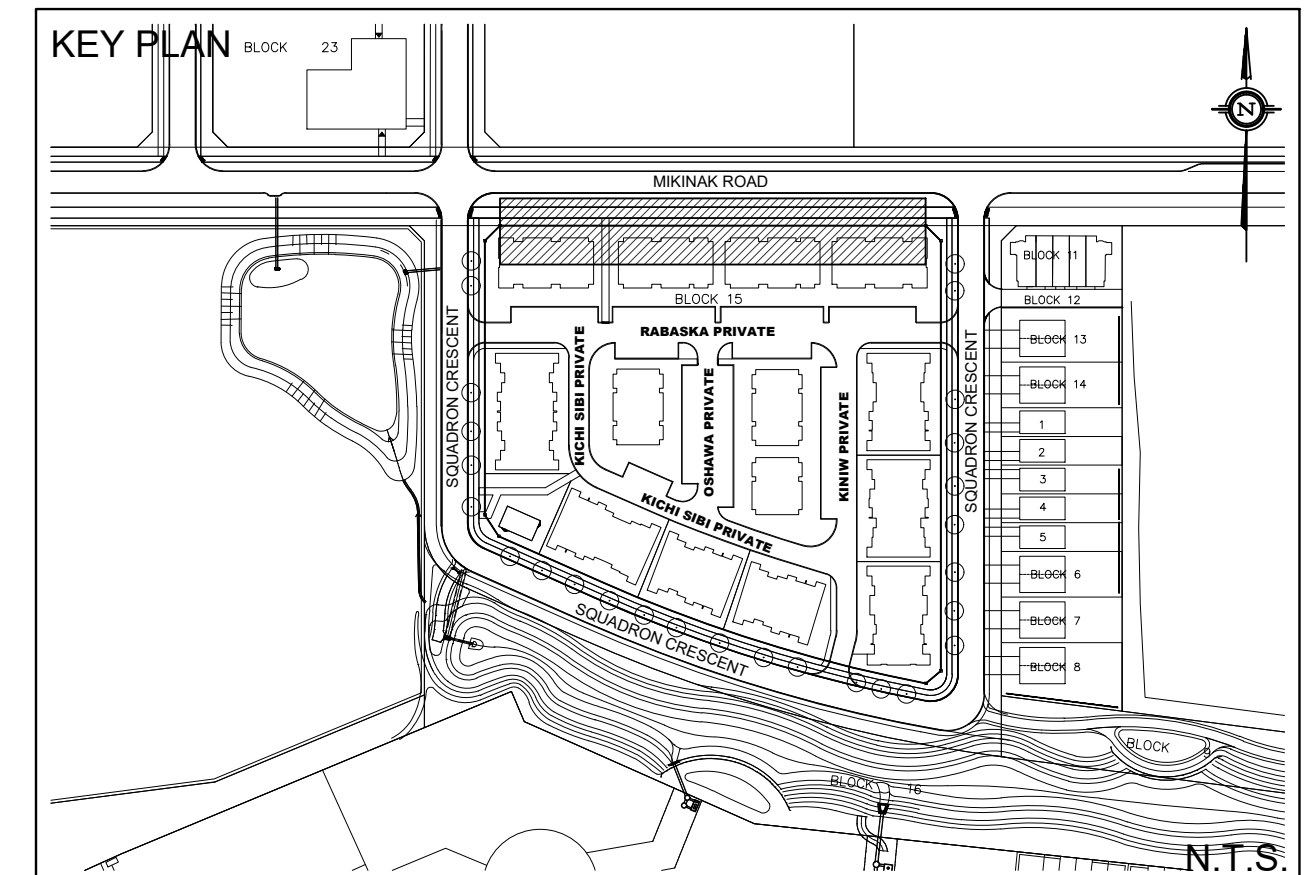 KEY PLAN
BLOCK 23
N
MIKINAK ROAD
BLOCK 11
BLOCK 15
BLOCK 12
RABASKA PRIVATE
SQUADRON CRESCENT
KICHI SIBI PRIVATE
OSHAWA PRIVATE
KINIW PRIVATE
SQUADRON CRESCENT
BLOCK 13
BLOCK 14
1
2
3
4
5
BLOCK 6
BLOCK 7
BLOCK 8
KICHI SIBI PRIVATE
SQUADRON CRESCENT
BLOCK 9
BLOCK 16
N.T.S.